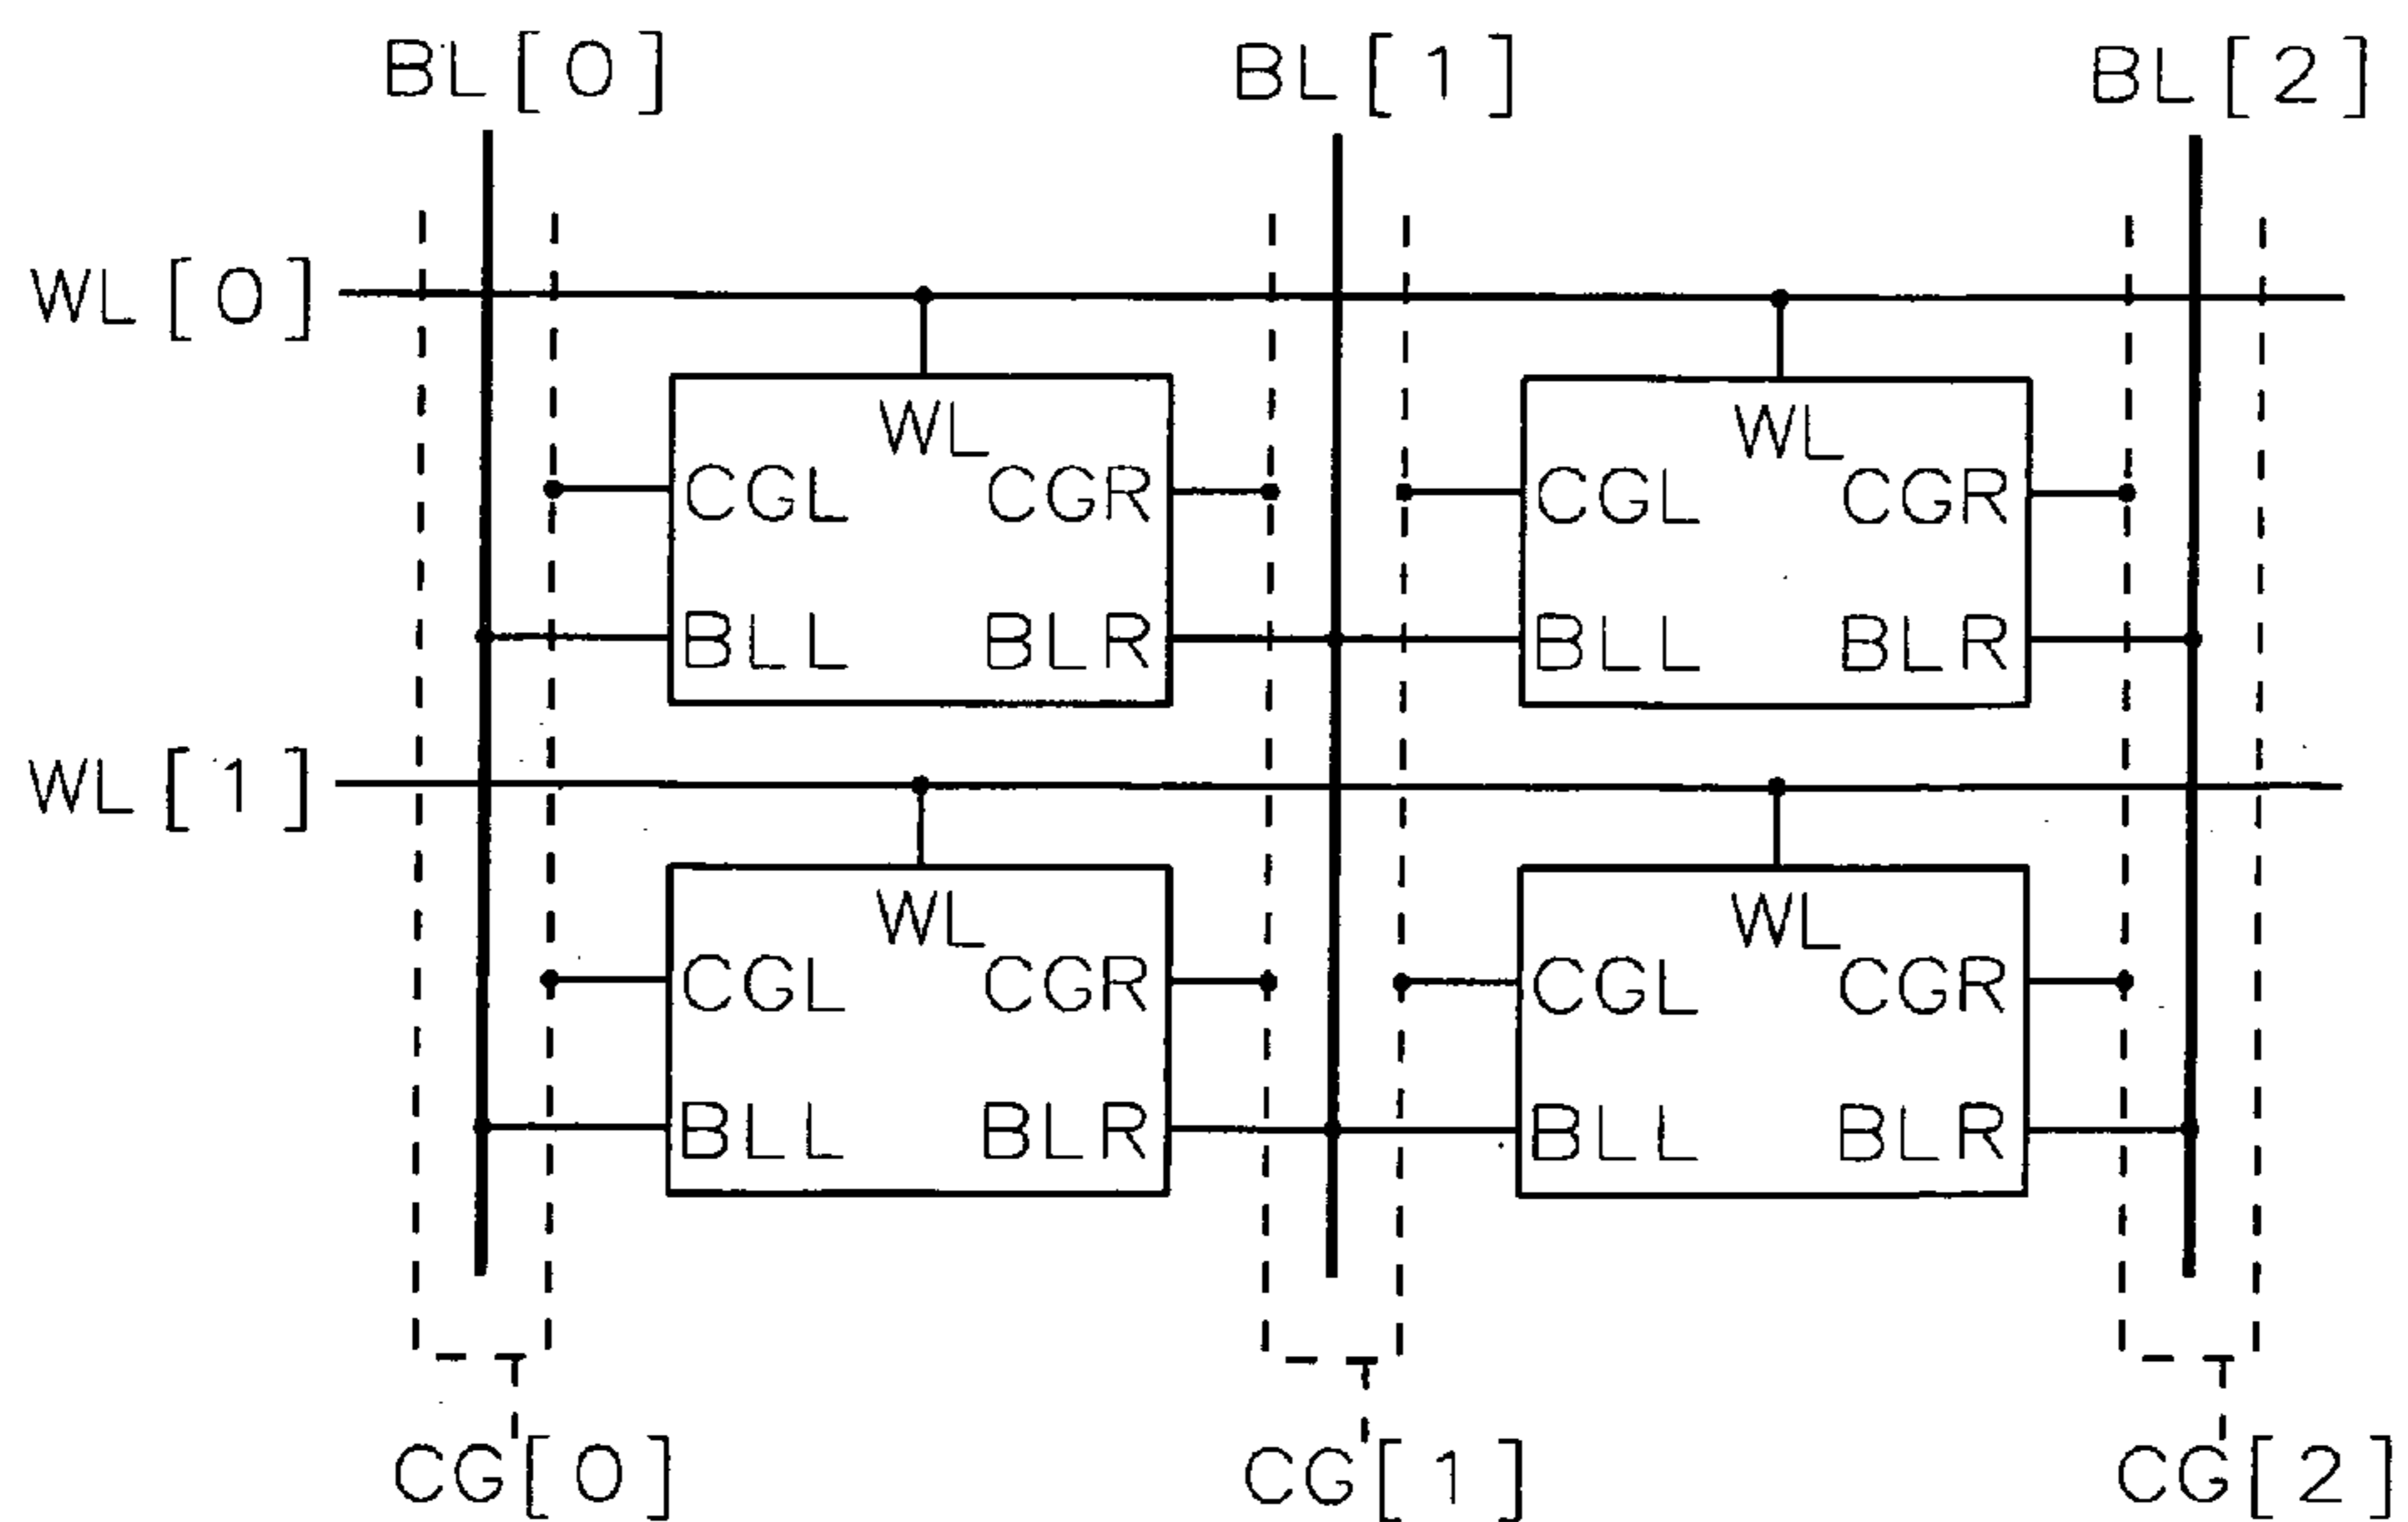 BL[0] BL[1] BL[2]
WL[0]
WL WL
CGL CGR CGL CGR
BLL BLR BLL BLR
WL[1]
WL WL
CGL CGR CGL CGR
BLL BLR BLL BLR
CG[0] CG[1] CG[2]